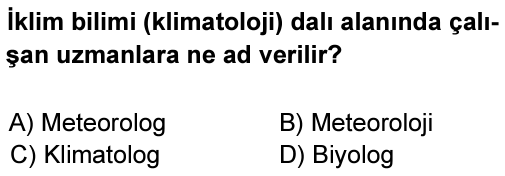 İklim bilimi (klimatoloji) dalı alanında çalı-
şan uzmanlara ne ad verilir?
A) Meteorolog B) Meteoroloji
C) Klimatolog D) Biyolog